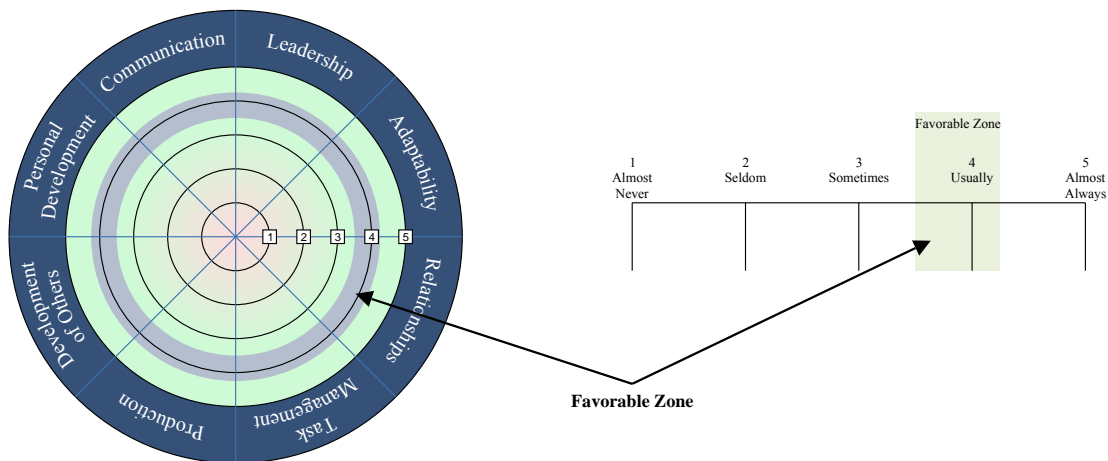 Communication
Leadership
Adaptability
Relationships
Task
Management
Production
Development
of Others
Personal
Development
1
2
3
4
5
Favorable Zone
1
Almost
Never
2
Seldom
3
Sometimes
4
Usually
5
Almost
Always
Favorable Zone